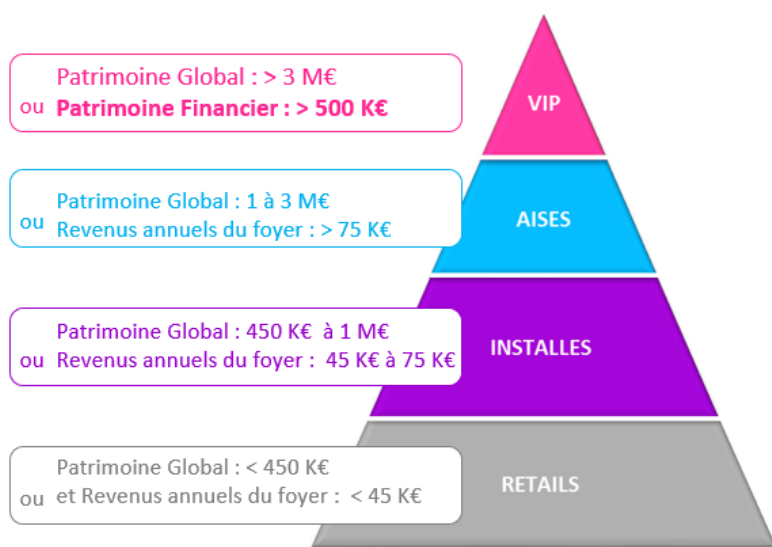 Patrimoine Global : > 3 M€
ou Patrimoine Financier : > 500 K€
VIP
Patrimoine Global : 1 à 3 M€
ou Revenus annuels du foyer : > 75 K€
AISES
Patrimoine Global : 450 K€ à 1 M€
ou Revenus annuels du foyer : 45 K€ à 75 K€
INSTALLES
Patrimoine Global : < 450 K€
ou et Revenus annuels du foyer : < 45 K€
RETAILS